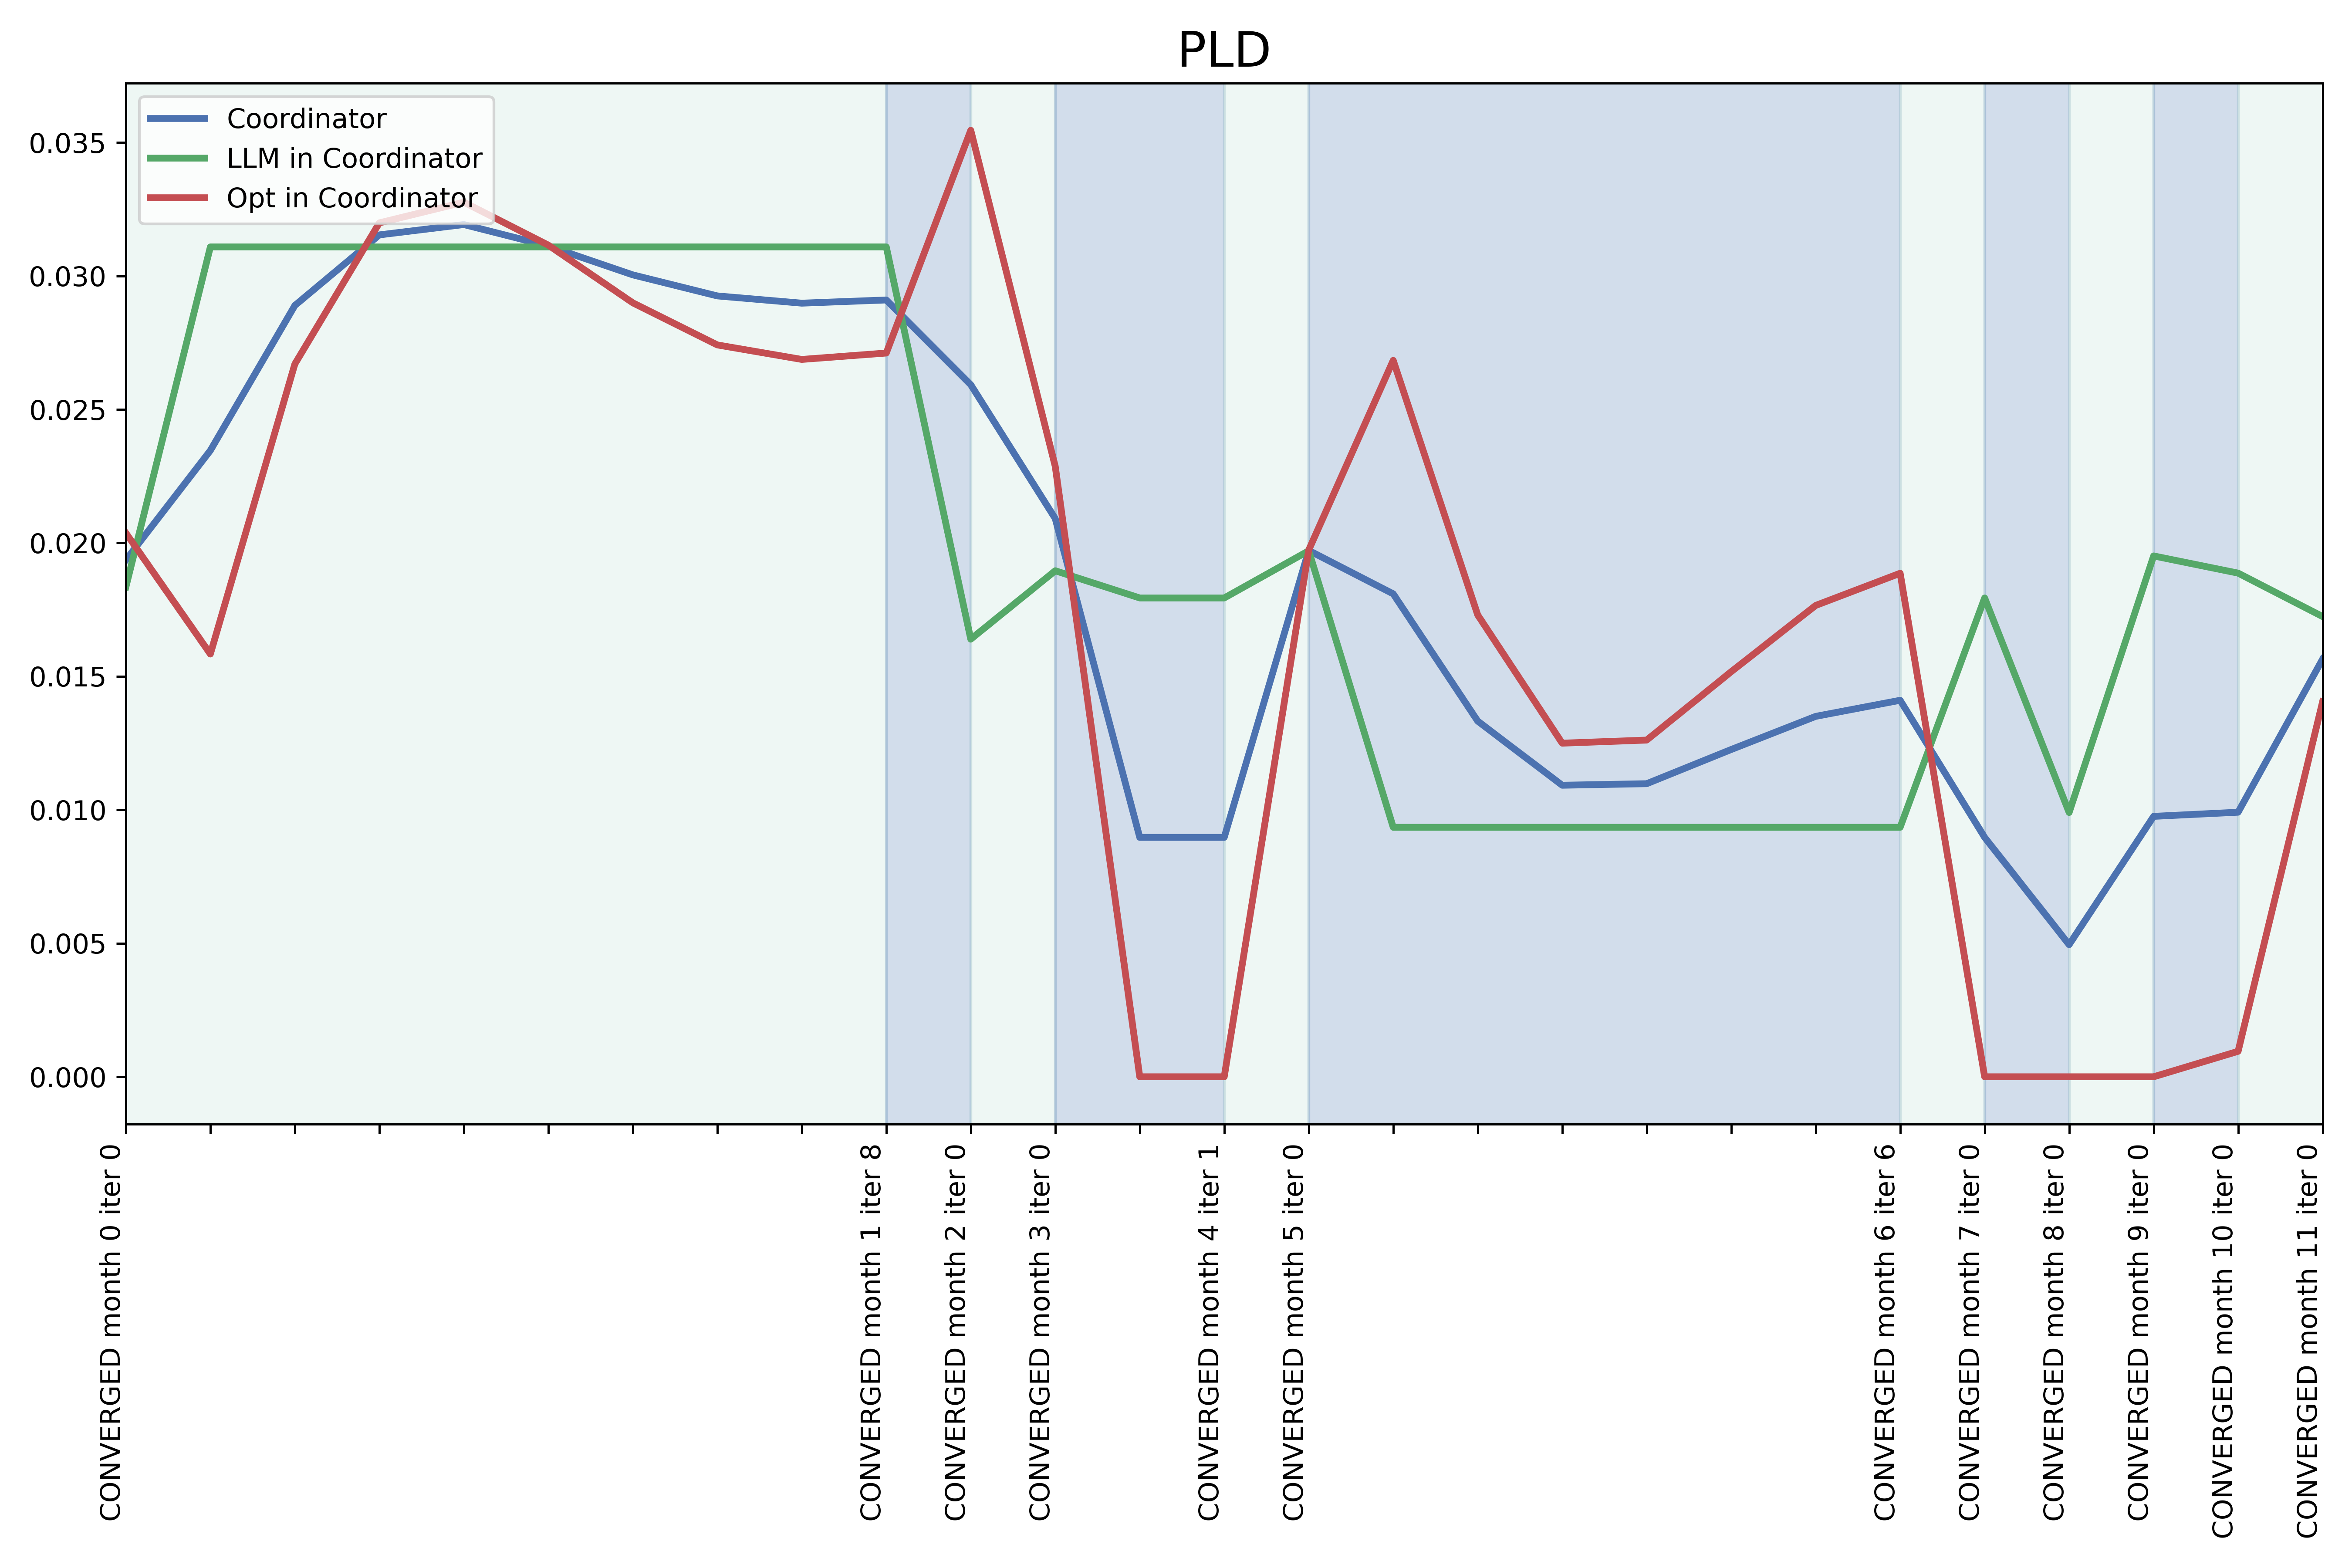 PLD
Coordinator
LLM in Coordinator
Opt in Coordinator
0.035
0.030
0.025
0.020
0.015
0.010
0.005
0.000
CONVERGED month 0 iter 0
CONVERGED month 1 iter 8
CONVERGED month 2 iter 0
CONVERGED month 3 iter 0
CONVERGED month 4 iter 1
CONVERGED month 5 iter 0
CONVERGED month 6 iter 6
CONVERGED month 7 iter 0
CONVERGED month 8 iter 0
CONVERGED month 9 iter 0
CONVERGED month 10 iter 0
CONVERGED month 11 iter 0